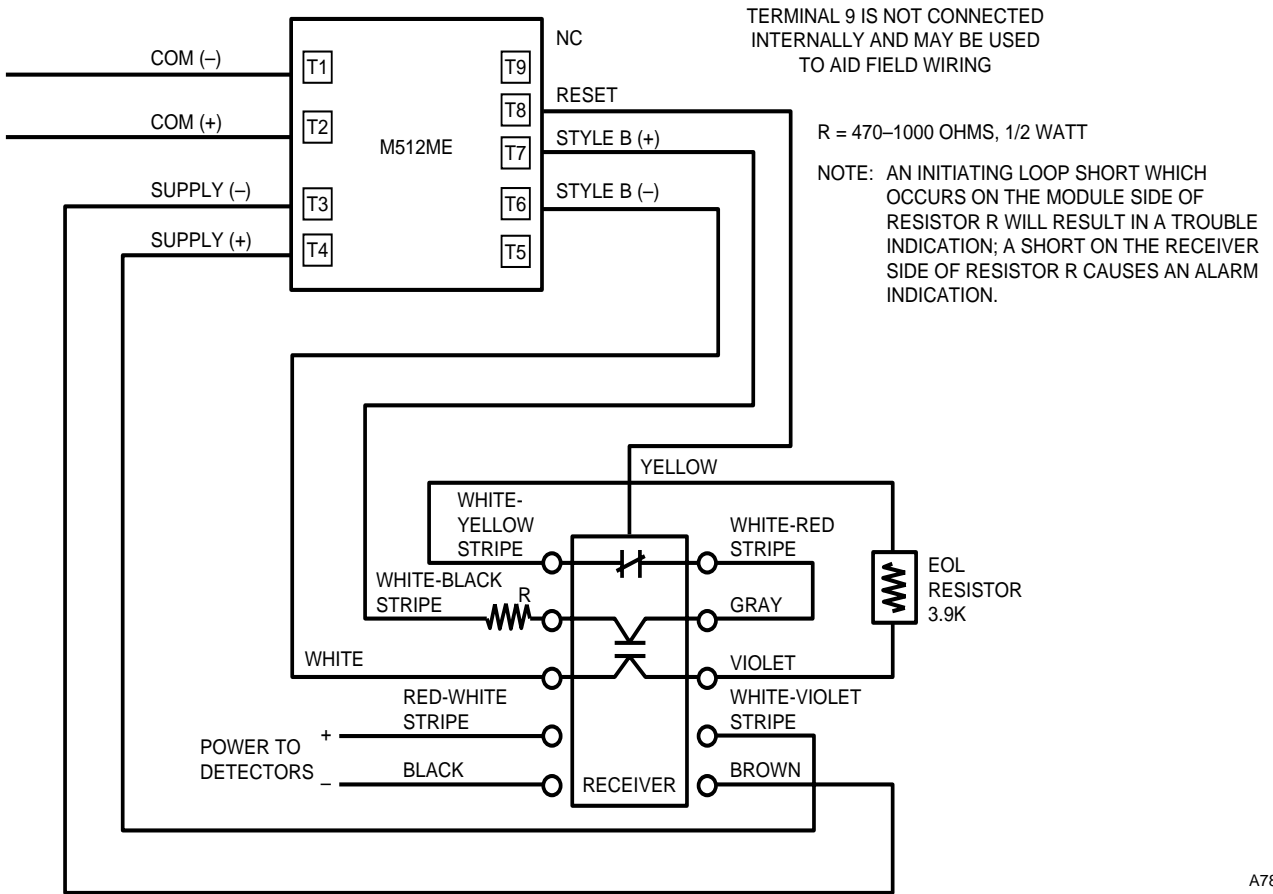 TERMINAL 9 IS NOT CONNECTED
INTERNALLY AND MAY BE USED
TO AID FIELD WIRING
NC
COM (–)
T1
T9
RESET
T8
COM (+)
T2
M512ME
STYLE B (+)
T7
R = 470–1000 OHMS, 1/2 WATT
NOTE: AN INITIATING LOOP SHORT WHICH
OCCURS ON THE MODULE SIDE OF
RESISTOR R WILL RESULT IN A TROUBLE
INDICATION; A SHORT ON THE RECEIVER
SIDE OF RESISTOR R CAUSES AN ALARM
INDICATION.
SUPPLY (–)
T3
STYLE B (–)
T6
SUPPLY (+)
T4
T5
YELLOW
WHITE-
YELLOW
STRIPE
WHITE-RED
STRIPE
WHITE-BLACK
STRIPE
R
GRAY
EOL
RESISTOR
3.9K
WHITE
VIOLET
RED-WHITE
STRIPE
WHITE-VIOLET
STRIPE
POWER TO
DETECTORS
+
–
BLACK
RECEIVER
BROWN
A78